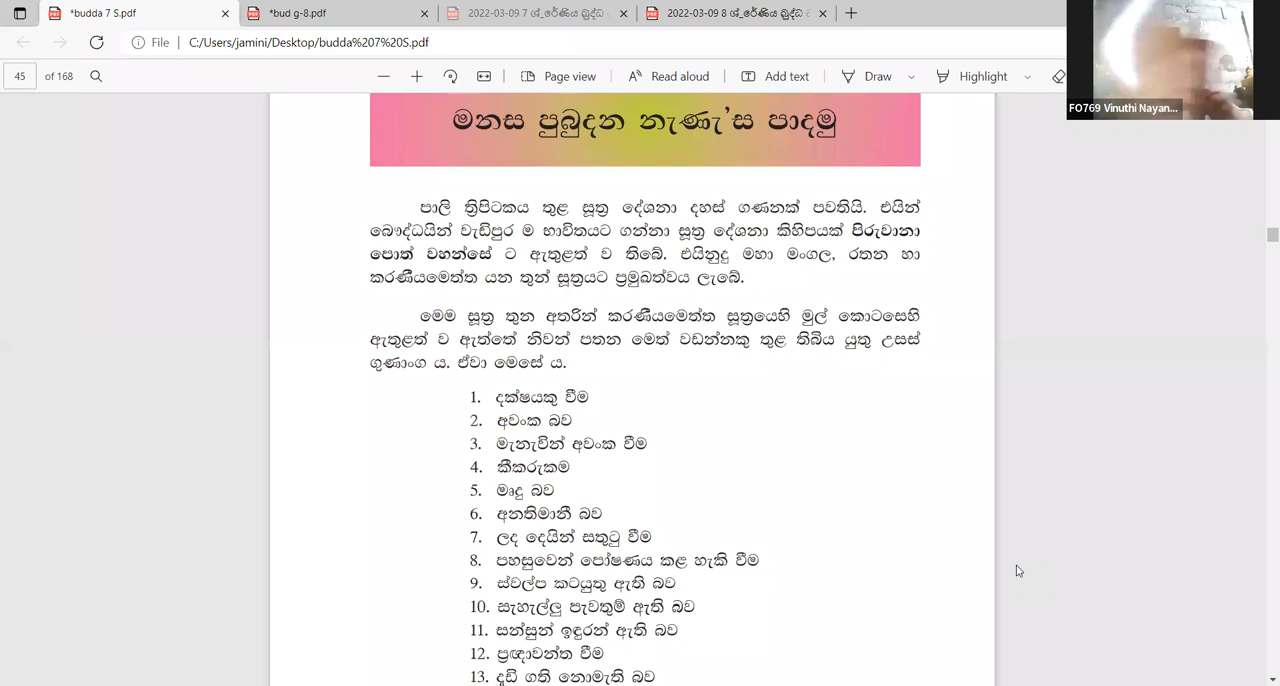 *budda 7 S.pdf
*bud g-8.pdf
2022-03-09 7 ශ්‍රේණිය බුද්ධ
2022-03-09 8 ශ්‍රේණිය බුද්ධ
File C:/Users/jamini/Desktop/budda%207%20S.pdf
45 of 168 Page view Read aloud Add text Draw Highlight
FO769 Vinuthi Nayan...
මනස පුබුදන නැණැ'ස පාදමු
පාලි ත්‍රිපිටකය තුළ සූත්‍ර දේශනා දහස් ගණනක් පවතියි. එයින්
බෞද්ධයින් වැඩිපුර ම භාවිතයට ගන්නා සූත්‍ර දේශනා කිහිපයක් පිරුවානා
පොත් වහන්සේ ට ඇතුළත් ව තිබේ. එයිනුදු මහා මංගල, රතන හා
කරණීයමෙත්ත යන තුන් සූත්‍රයට ප්‍රමුඛත්වය ලැබේ.
මෙම සූත්‍ර තුන අතරින් කරණීයමෙත්ත සූත්‍රයෙහි මුල් කොටසෙහි
ඇතුළත් ව ඇත්තේ නිවන් පතන මෙත් වඩන්නකු තුළ තිබිය යුතු උසස්
ගුණාංග ය. ඒවා මෙසේ ය.
1. දක්ෂයකු වීම
2. අවංක බව
3. මැනැවින් අවංක වීම
4. කීකරුකම
5. මෘදු බව
6. අනතිමානී බව
7. ලද දෙයින් සතුටු වීම
8. පහසුවෙන් පෝෂණය කළ හැකි වීම
9. ස්වල්ප කටයුතු ඇති බව
10. සැහැල්ලු පැවතුම් ඇති බව
11. සන්සුන් ඉඳුරන් ඇති බව
12. ප්‍රඥාවන්ත වීම
13. දැඩි ගති නොමැති බව